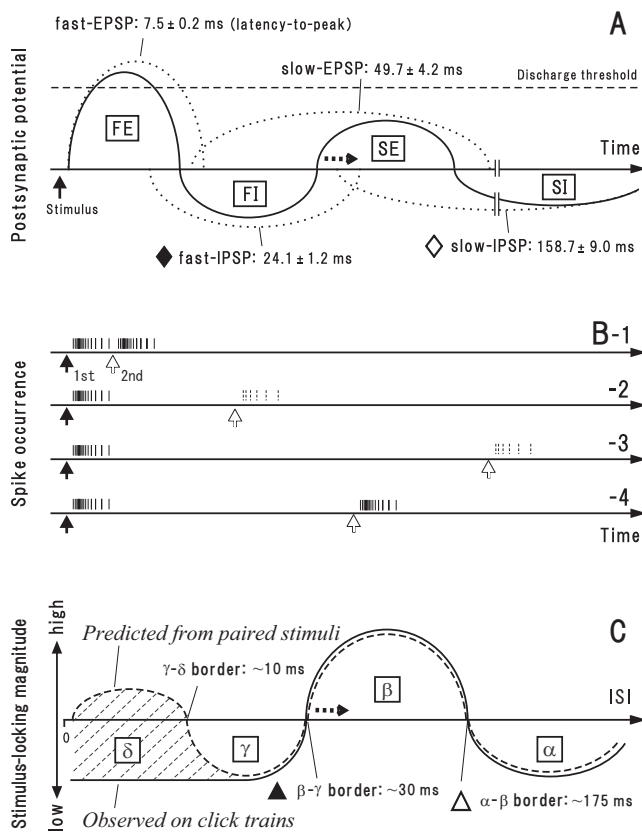 fast-EPSP: 7.5 ± 0.2 ms (latency-to-peak)
A
slow-EPSP: 49.7 ± 4.2 ms
Discharge threshold
Postsynaptic potential
FE
SE
Time
FI
SI
Stimulus
fast-IPSP: 24.1 ± 1.2 ms
slow-IPSP: 158.7 ± 9.0 ms
B-1
1st
2nd
-2
Spike occurrence
-3
-4
Time
C
Stimulus-locking magnitude
high
low
Predicted from paired stimuli
γ-δ border: ~10 ms
ISI
0
δ
γ
β
α
β-γ border: ~30 ms
α-β border: ~175 ms
Observed on click trains